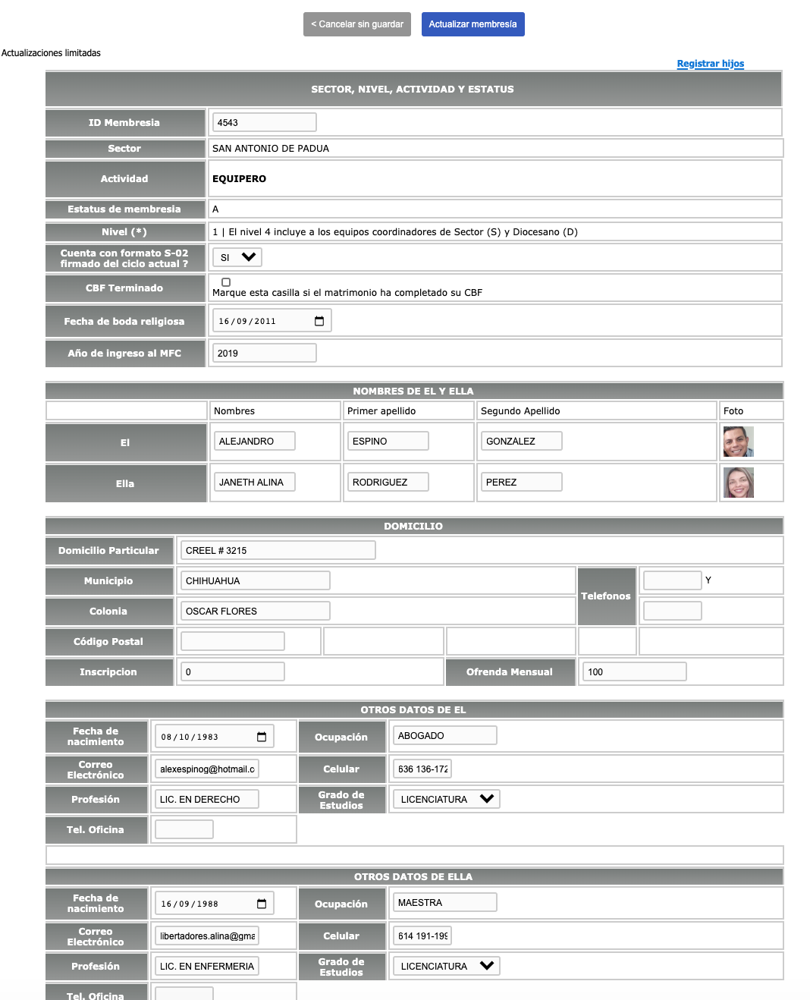 < Cancelar sin guardar Actualizar membresía
Actualizaciones limitadas
Registrar hijos
SECTOR, NIVEL, ACTIVIDAD Y ESTATUS
ID Membresia 4543
Sector SAN ANTONIO DE PADUA
Actividad EQUIPERO
Estatus de membresia A
Nivel (*) 1 | El nivel 4 incluye a los equipos coordinadores de Sector (S) y Diocesano (D)
Cuenta con formato S-02
firmado del ciclo actual ? SI
CBF Terminado
Marque esta casilla si el matrimonio ha completado su CBF
Fecha de boda religiosa 16/09/2011
Año de ingreso al MFC 2019
NOMBRES DE EL Y ELLA
Nombres Primer apellido Segundo Apellido Foto
El ALEJANDRO ESPINO GONZALEZ
Ella JANETH ALINA RODRIGUEZ PEREZ
DOMICILIO
Domicilio Particular CREEL # 3215
Municipio CHIHUAHUA Telefonos Y
Colonia OSCAR FLORES
Código Postal
Inscripcion 0 Ofrenda Mensual 100
OTROS DATOS DE EL
Fecha de
nacimiento 08/10/1983 Ocupación ABOGADO
Correo
Electrónico alexespinog@hotmail.c Celular 636 136-172
Profesión LIC. EN DERECHO Grado de
Estudios LICENCIATURA
Tel. Oficina
OTROS DATOS DE ELLA
Fecha de
nacimiento 16/09/1988 Ocupación MAESTRA
Correo
Electrónico libertadores.alina@gma Celular 614 191-199
Profesión LIC. EN ENFERMERIA Grado de
Estudios LICENCIATURA
Tel. Oficina